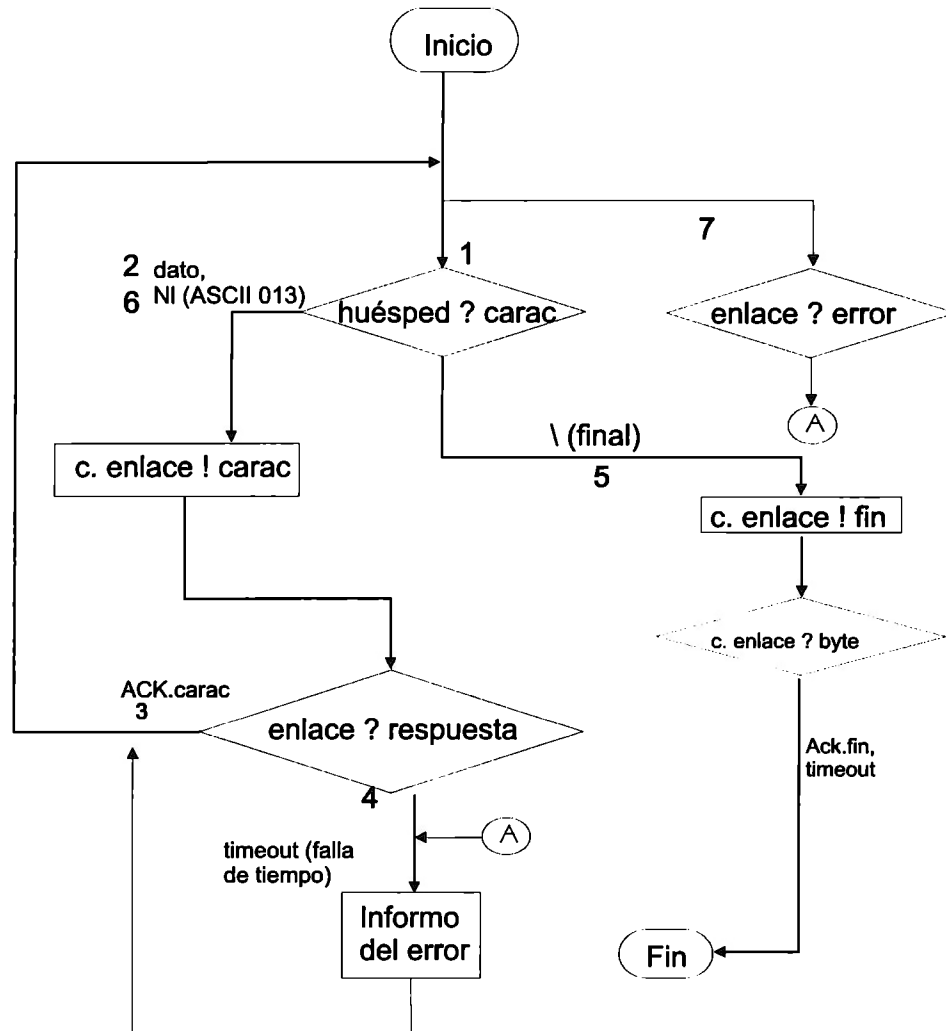 Inicio
7
1
2 dato,
6 NI (ASCII 013)
huésped ? carac
enlace ? error
A
\ (final)
5
c. enlace ! carac
c. enlace ! fin
c. enlace ? byte
ACK.carac
3
enlace ? respuesta
4
Ack.fin,
timeout
A
timeout (falla
de tiempo)
Informo
del error
Fin